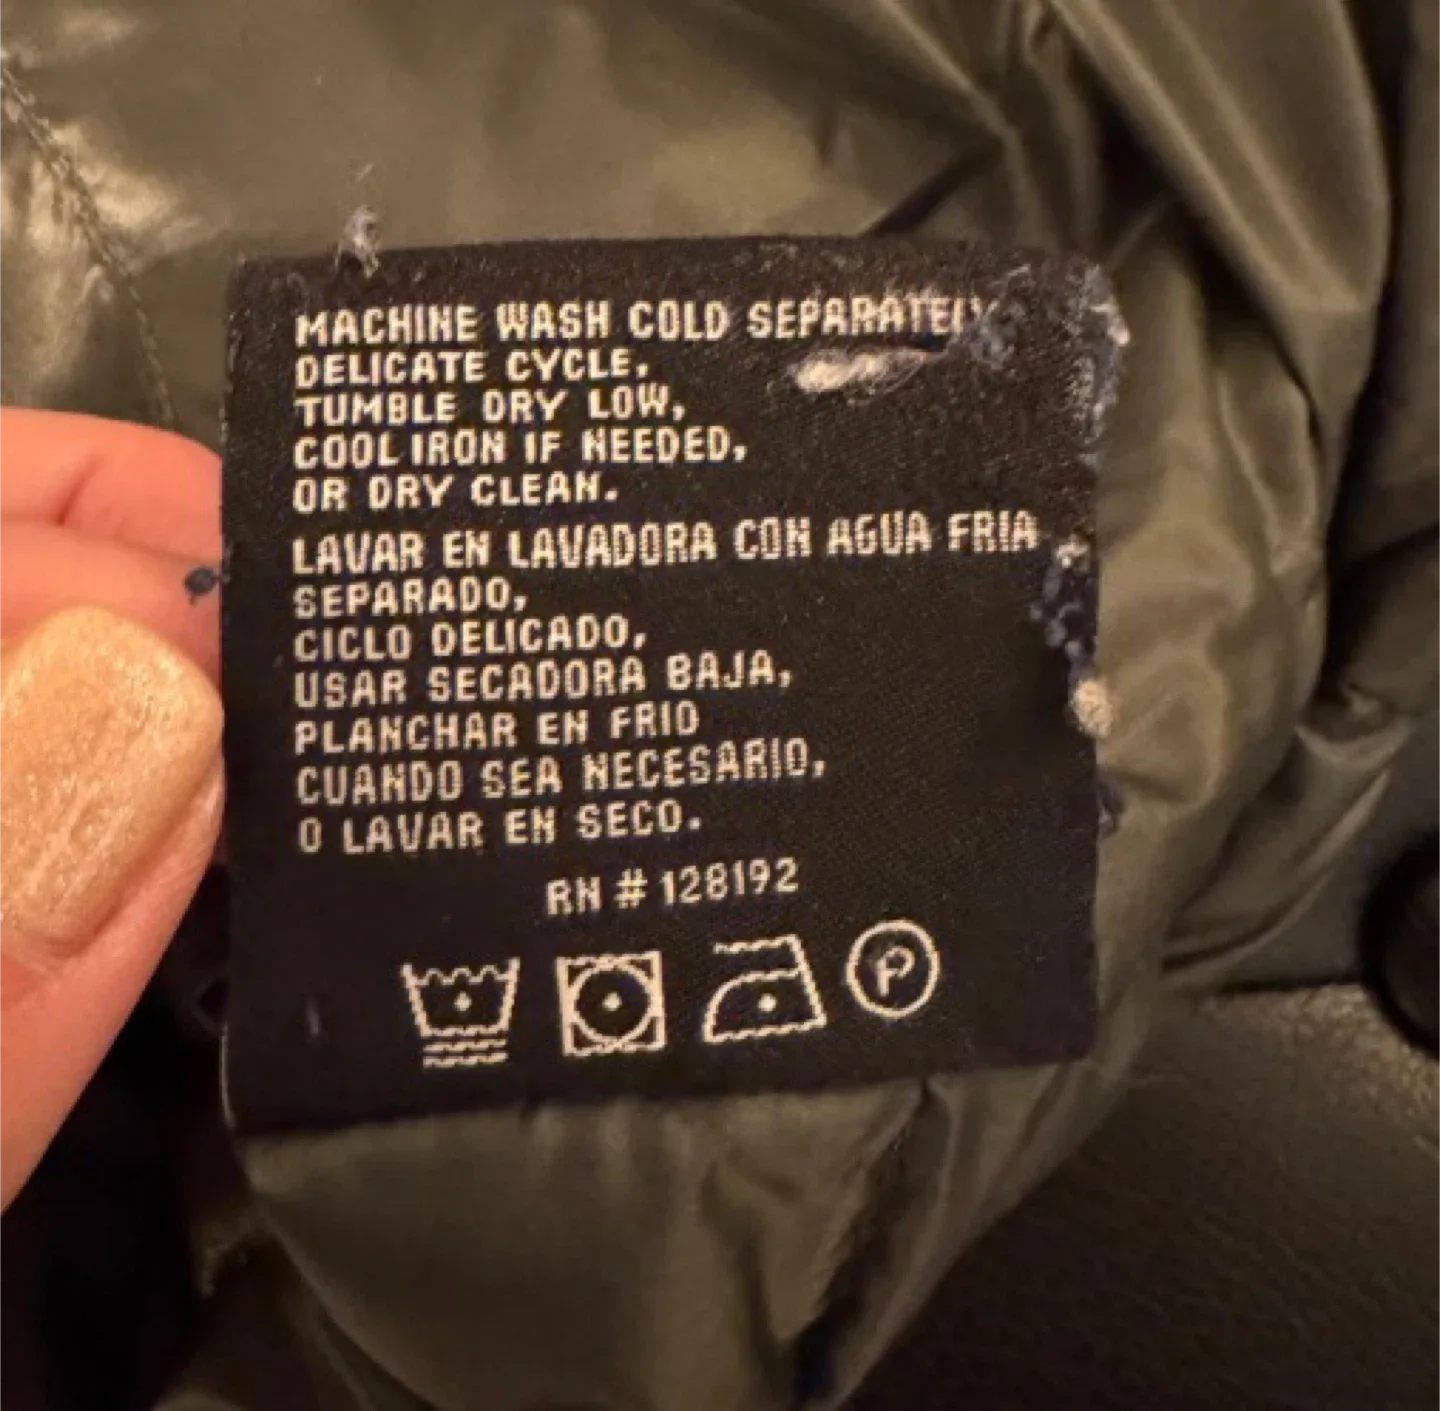 MACHINE WASH COLD SEPARATELY
DELICATE CYCLE,
TUMBLE DRY LOW,
COOL IRON IF NEEDED,
OR DRY CLEAN.
LAVAR EN LAVADORA CON AGUA FRIA
SEPARADO,
CICLO DELICADO,
USAR SECADORA BAJA,
PLANCHAR EN FRIO
CUANDO SEA NECESARIO,
O LAVAR EN SECO.
RN # 128192
P